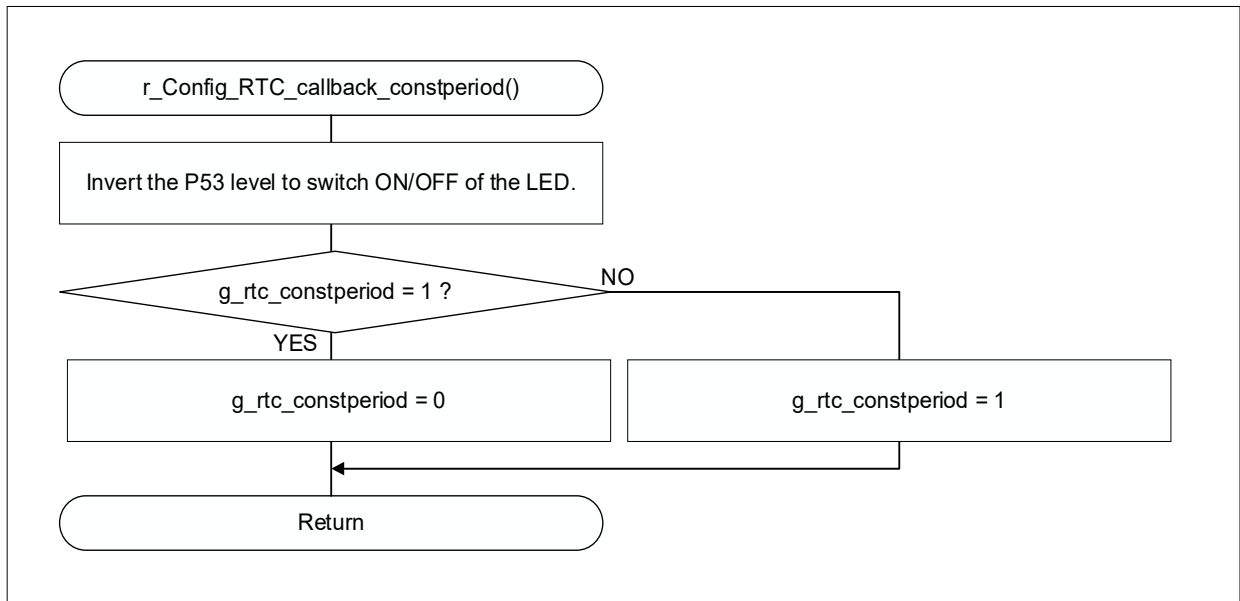 r_Config_RTC_callback_constperiod()
Invert the P53 level to switch ON/OFF of the LED.
g_rtc_constperiod = 1 ?
NO
YES
g_rtc_constperiod = 0
g_rtc_constperiod = 1
Return